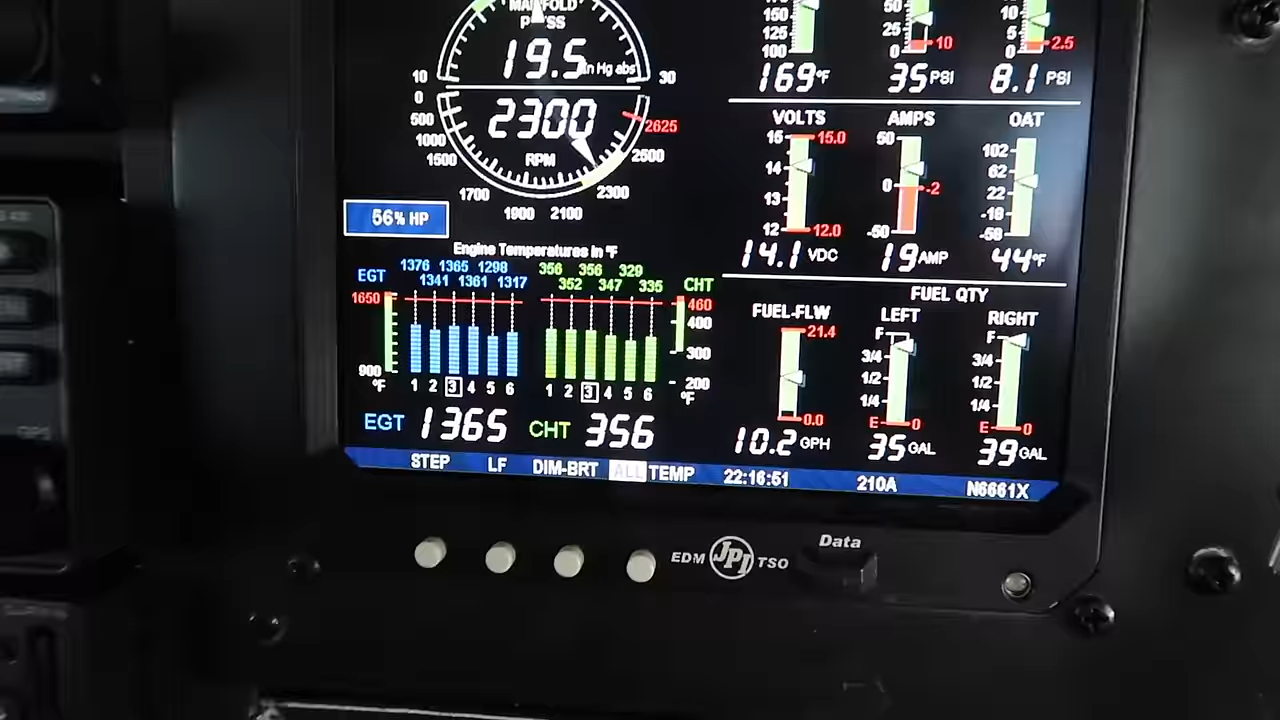 MANIFOLD
PRESS
19.5 in Hg abs
10
30
0
500
1000
1500
1700
1900
2100
2300
2500
2625
2300
RPM
56% HP
150
125
100
169°F
50
25
0
10
35 PSI
10
5
0
2.5
8.1 PSI
VOLTS
15
14
13
12
15.0
12.0
14.1 VDC
AMPS
50
0
-50
-2
19 AMP
OAT
102
62
22
-18
-58
44°F
Engine Temperatures in °F
EGT
1376 1365 1298
1341 1361 1317
1650
900
°F
1 2 3 4 5 6
356 356 329
352 347 335
CHT
460
400
300
200
°F
1 2 3 4 5 6
EGT 1365 CHT 356
FUEL-FLW
21.4
0.0
10.2 GPH
FUEL QTY
LEFT
F
3/4
1/2
1/4
E 0
35 GAL
RIGHT
F
3/4
1/2
1/4
E 0
39 GAL
STEP LF DIM-BRT ALL TEMP 22:16:51 210A N6661X
EDM JPI TSO
Data